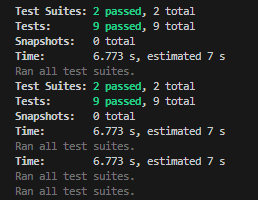 Test Suites: 2 passed, 2 total
Tests:       9 passed, 9 total
Snapshots:   0 total
Time:        6.773 s, estimated 7 s
Ran all test suites.
Test Suites: 2 passed, 2 total
Tests:       9 passed, 9 total
Snapshots:   0 total
Time:        6.773 s, estimated 7 s
Ran all test suites.
Time:        6.773 s, estimated 7 s
Ran all test suites.
Ran all test suites.